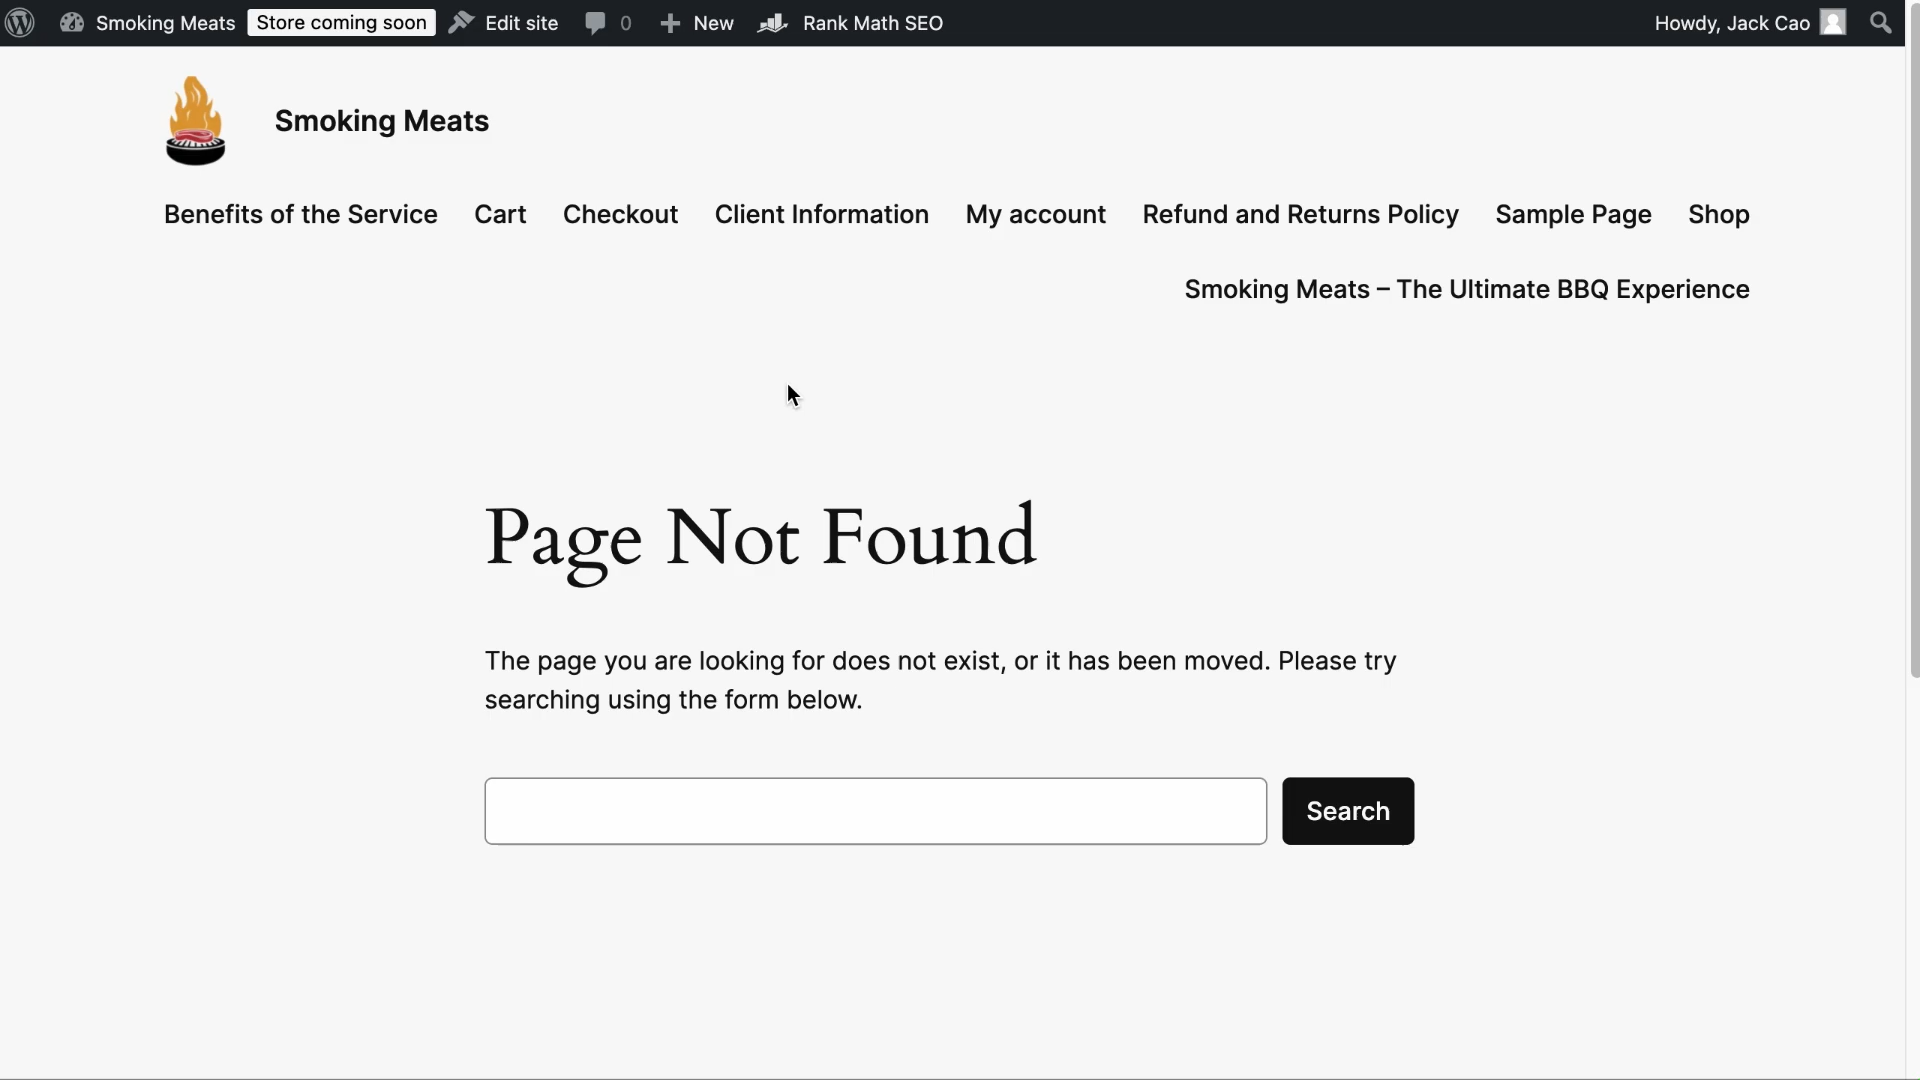 Smoking Meats Store coming soon Edit site 0 New Rank Math SEO Howdy, Jack Cao
Smoking Meats
Benefits of the Service Cart Checkout Client Information My account Refund and Returns Policy Sample Page Shop
Smoking Meats – The Ultimate BBQ Experience
Page Not Found
The page you are looking for does not exist, or it has been moved. Please try
searching using the form below.
Search